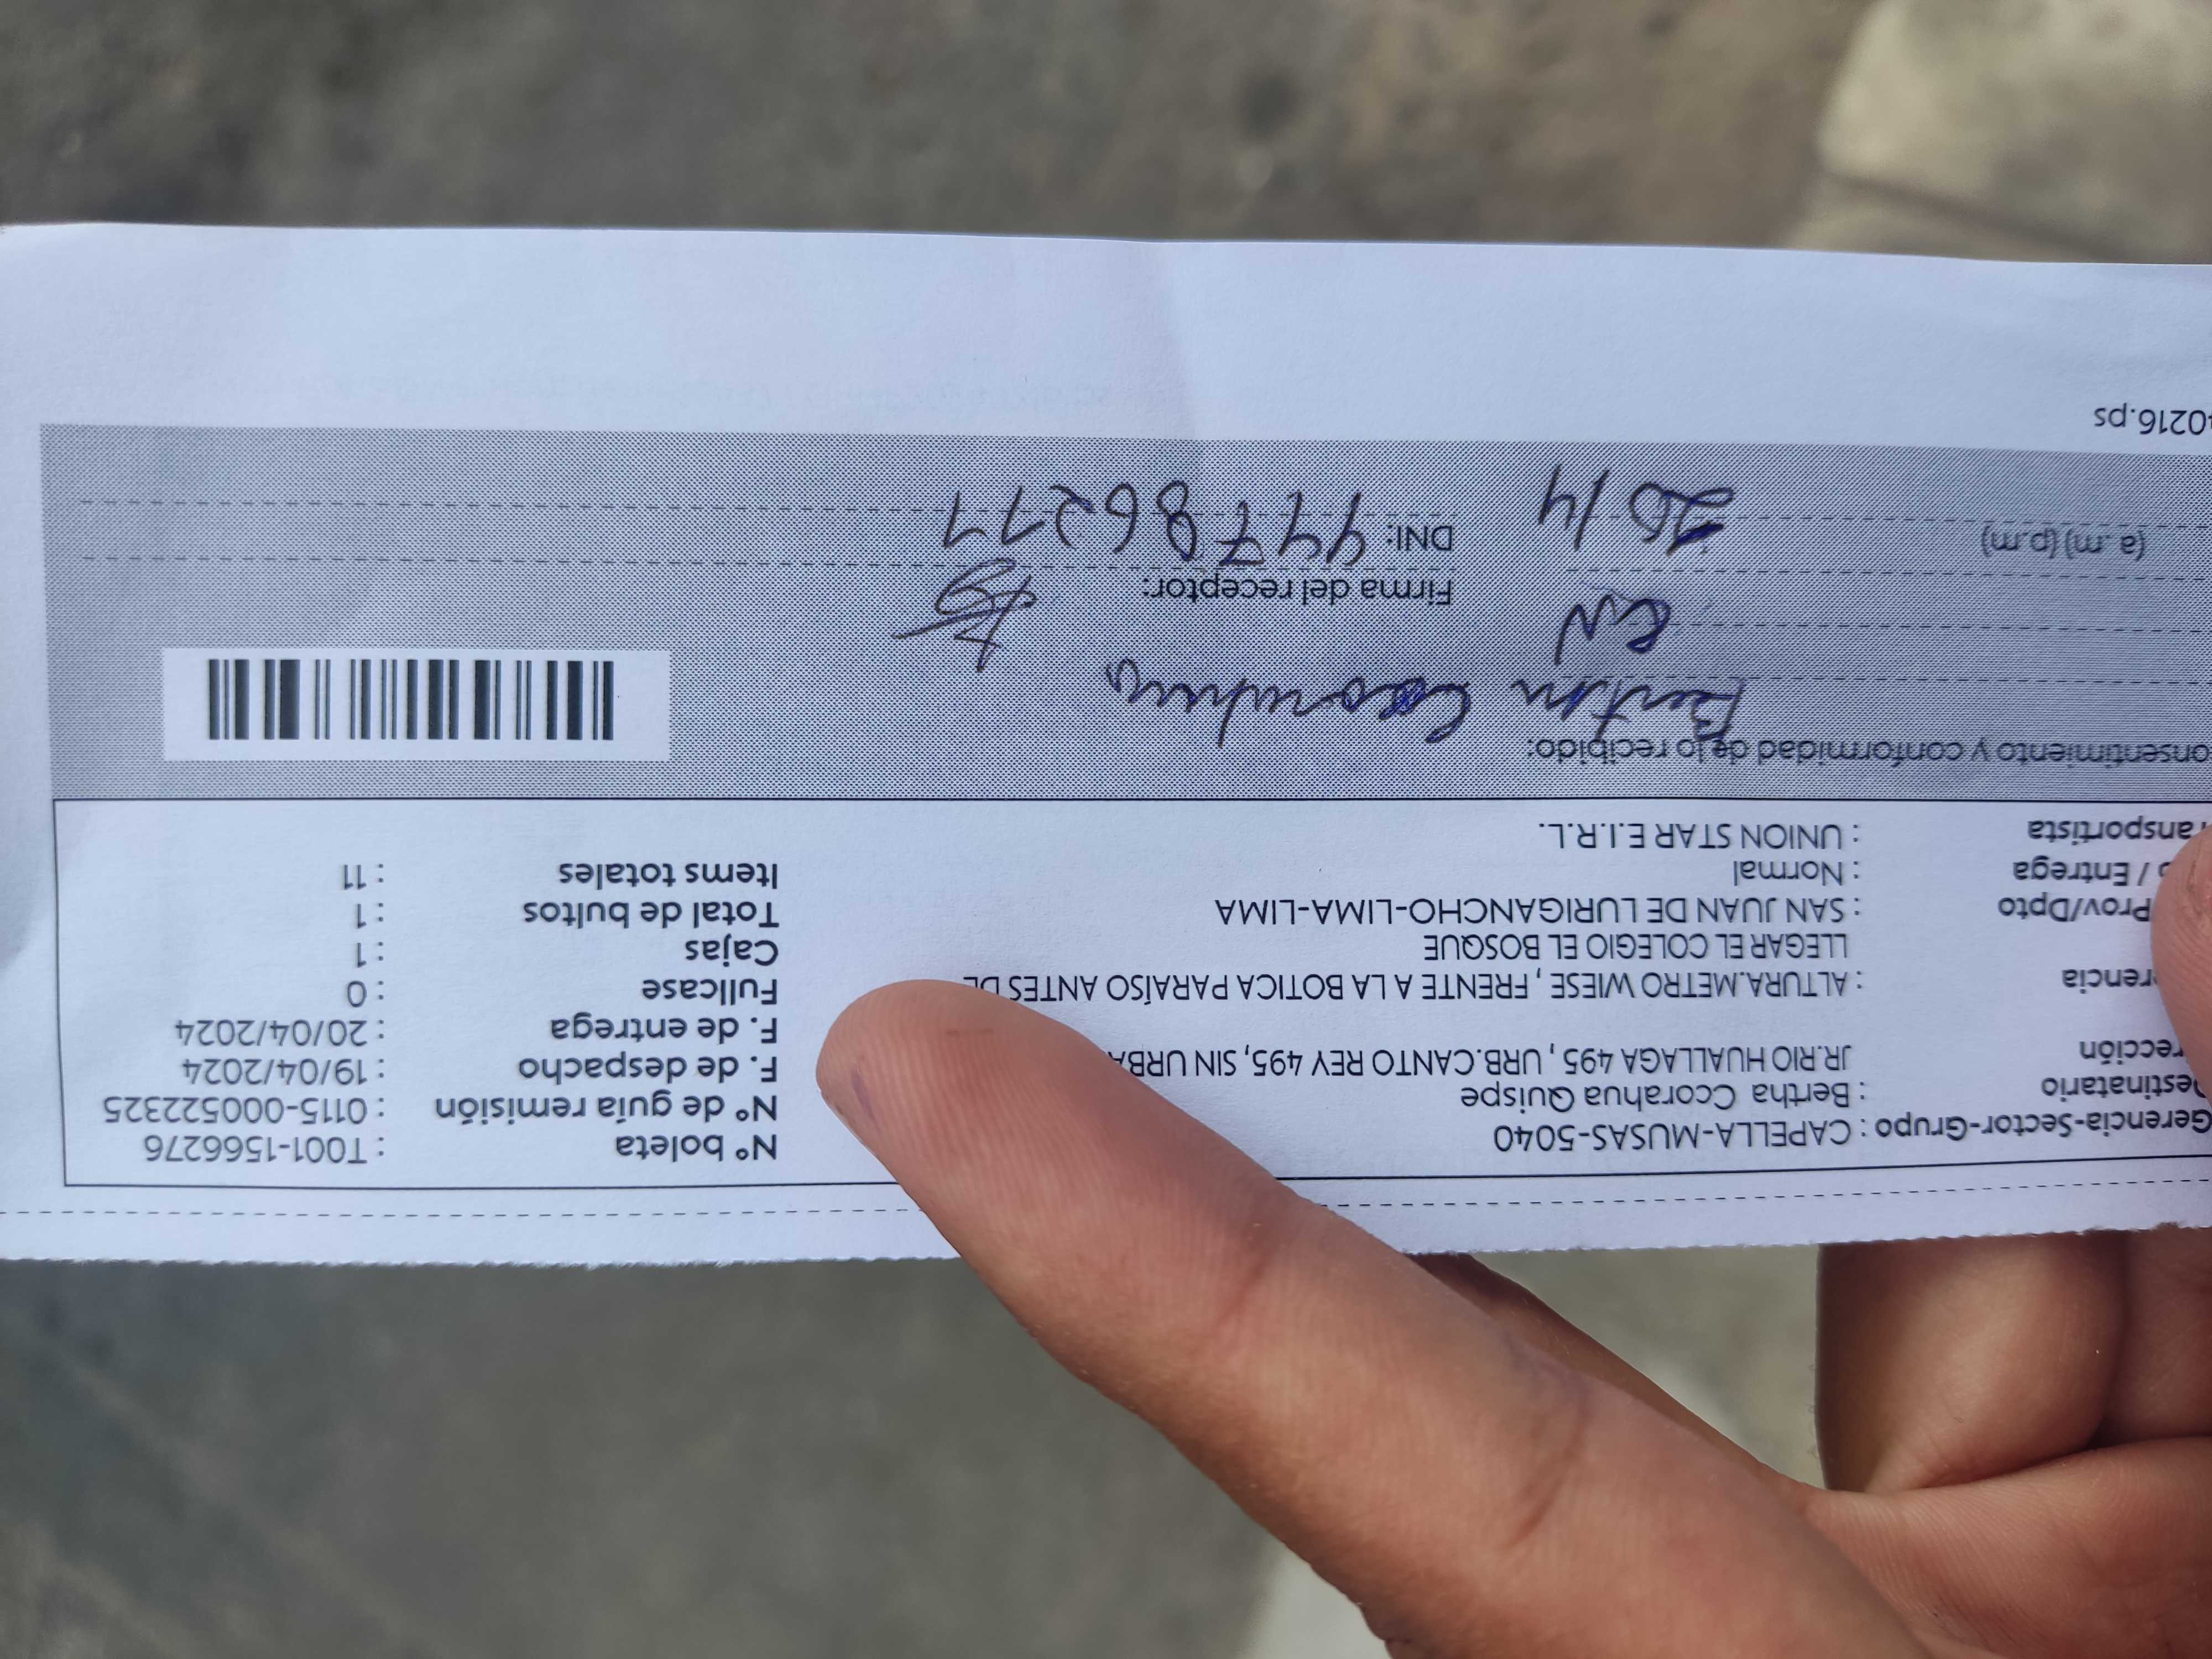 Gerencia-Sector-Grupo : CAPELLA-MUSAS-5040
estinatario : Bertha Ccorahua Quispe
rección JR.RIO HUALLAGA 495 , URB.CANTO REY 495, SIN URBA
rencia : ALTURA.METRO WIESE , FRENTE A LA BOTICA PARAÍSO ANTES DE
LLEGAR EL COLEGIO EL BOSQUE
Prov/Dpto : SAN JUAN DE LURIGANCHO-LIMA-LIMA
/ Entrega : Normal
ransportista : UNION STAR E.I.R.L.
N° boleta : T001-1566276
N° de guía remisión : 0115-000522325
F. de despacho : 19/04/2024
F. de entrega : 20/04/2024
Fullcase : 0
Cajas : 1
Total de bultos : 1
Items totales : 11
onsentimiento y conformidad de lo recibido:
Firma del receptor:
(a .m) (p.m) 20/4 DNI: 44786277
0216.ps